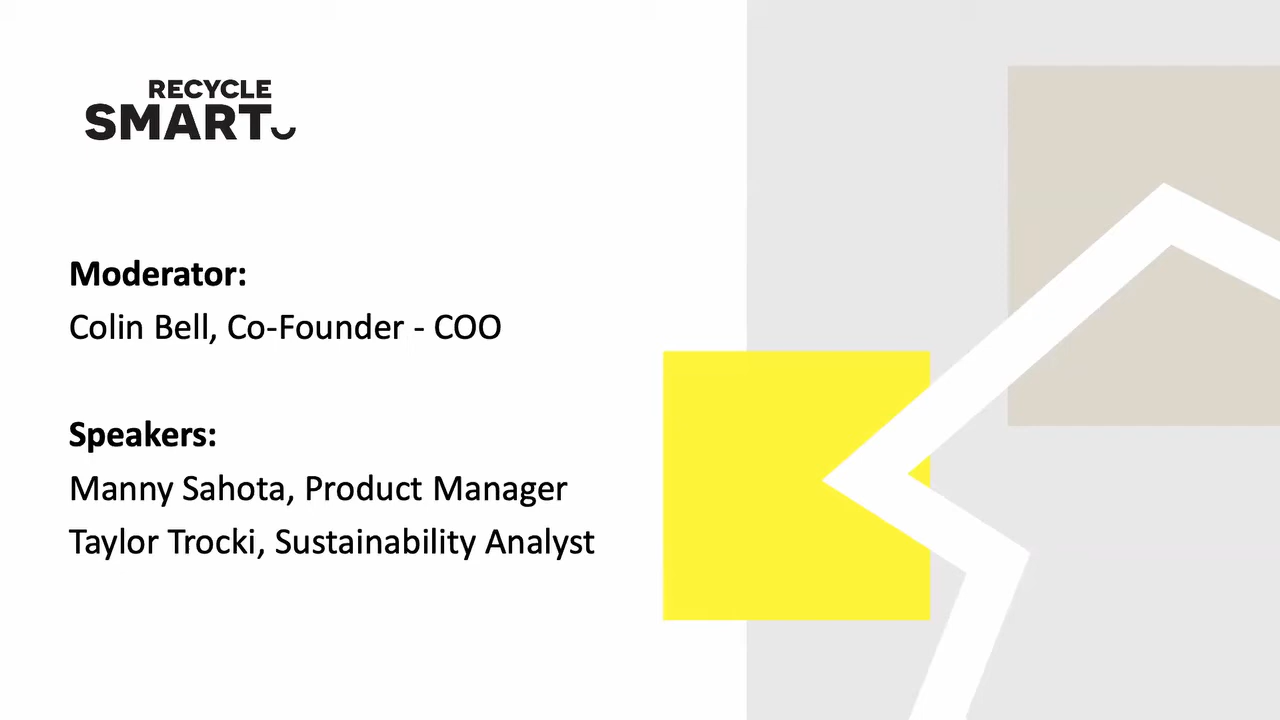 RECYCLE
SMART
Moderator:
Colin Bell, Co-Founder - COO
Speakers:
Manny Sahota, Product Manager
Taylor Trocki, Sustainability Analyst